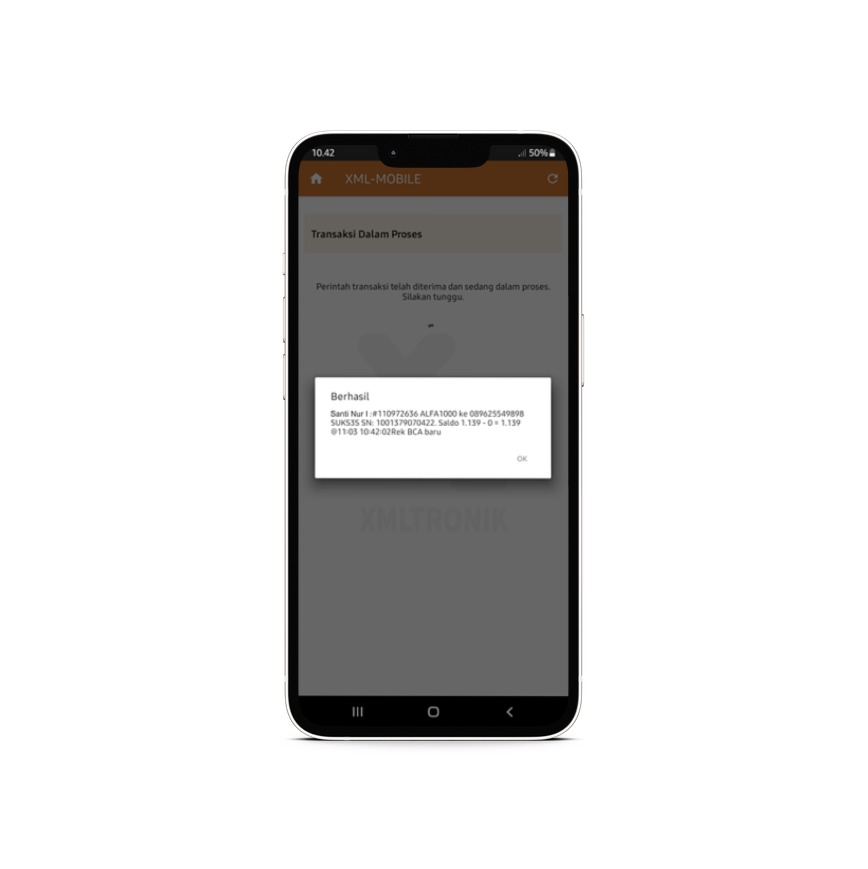 10.42
50%
XML-MOBILE
Transaksi Dalam Proses
Perintah transaksi telah diterima dan sedang dalam proses.
Silakan tunggu.
Berhasil
Santi Nur I :#110972636 ALFA1000 ke 089625549898
SUKS35 SN: 1001379070422. Saldo 1.139 - 0 = 1.139
@11:03 10:42:02Rek BCA baru
OK
XMLTRONIK